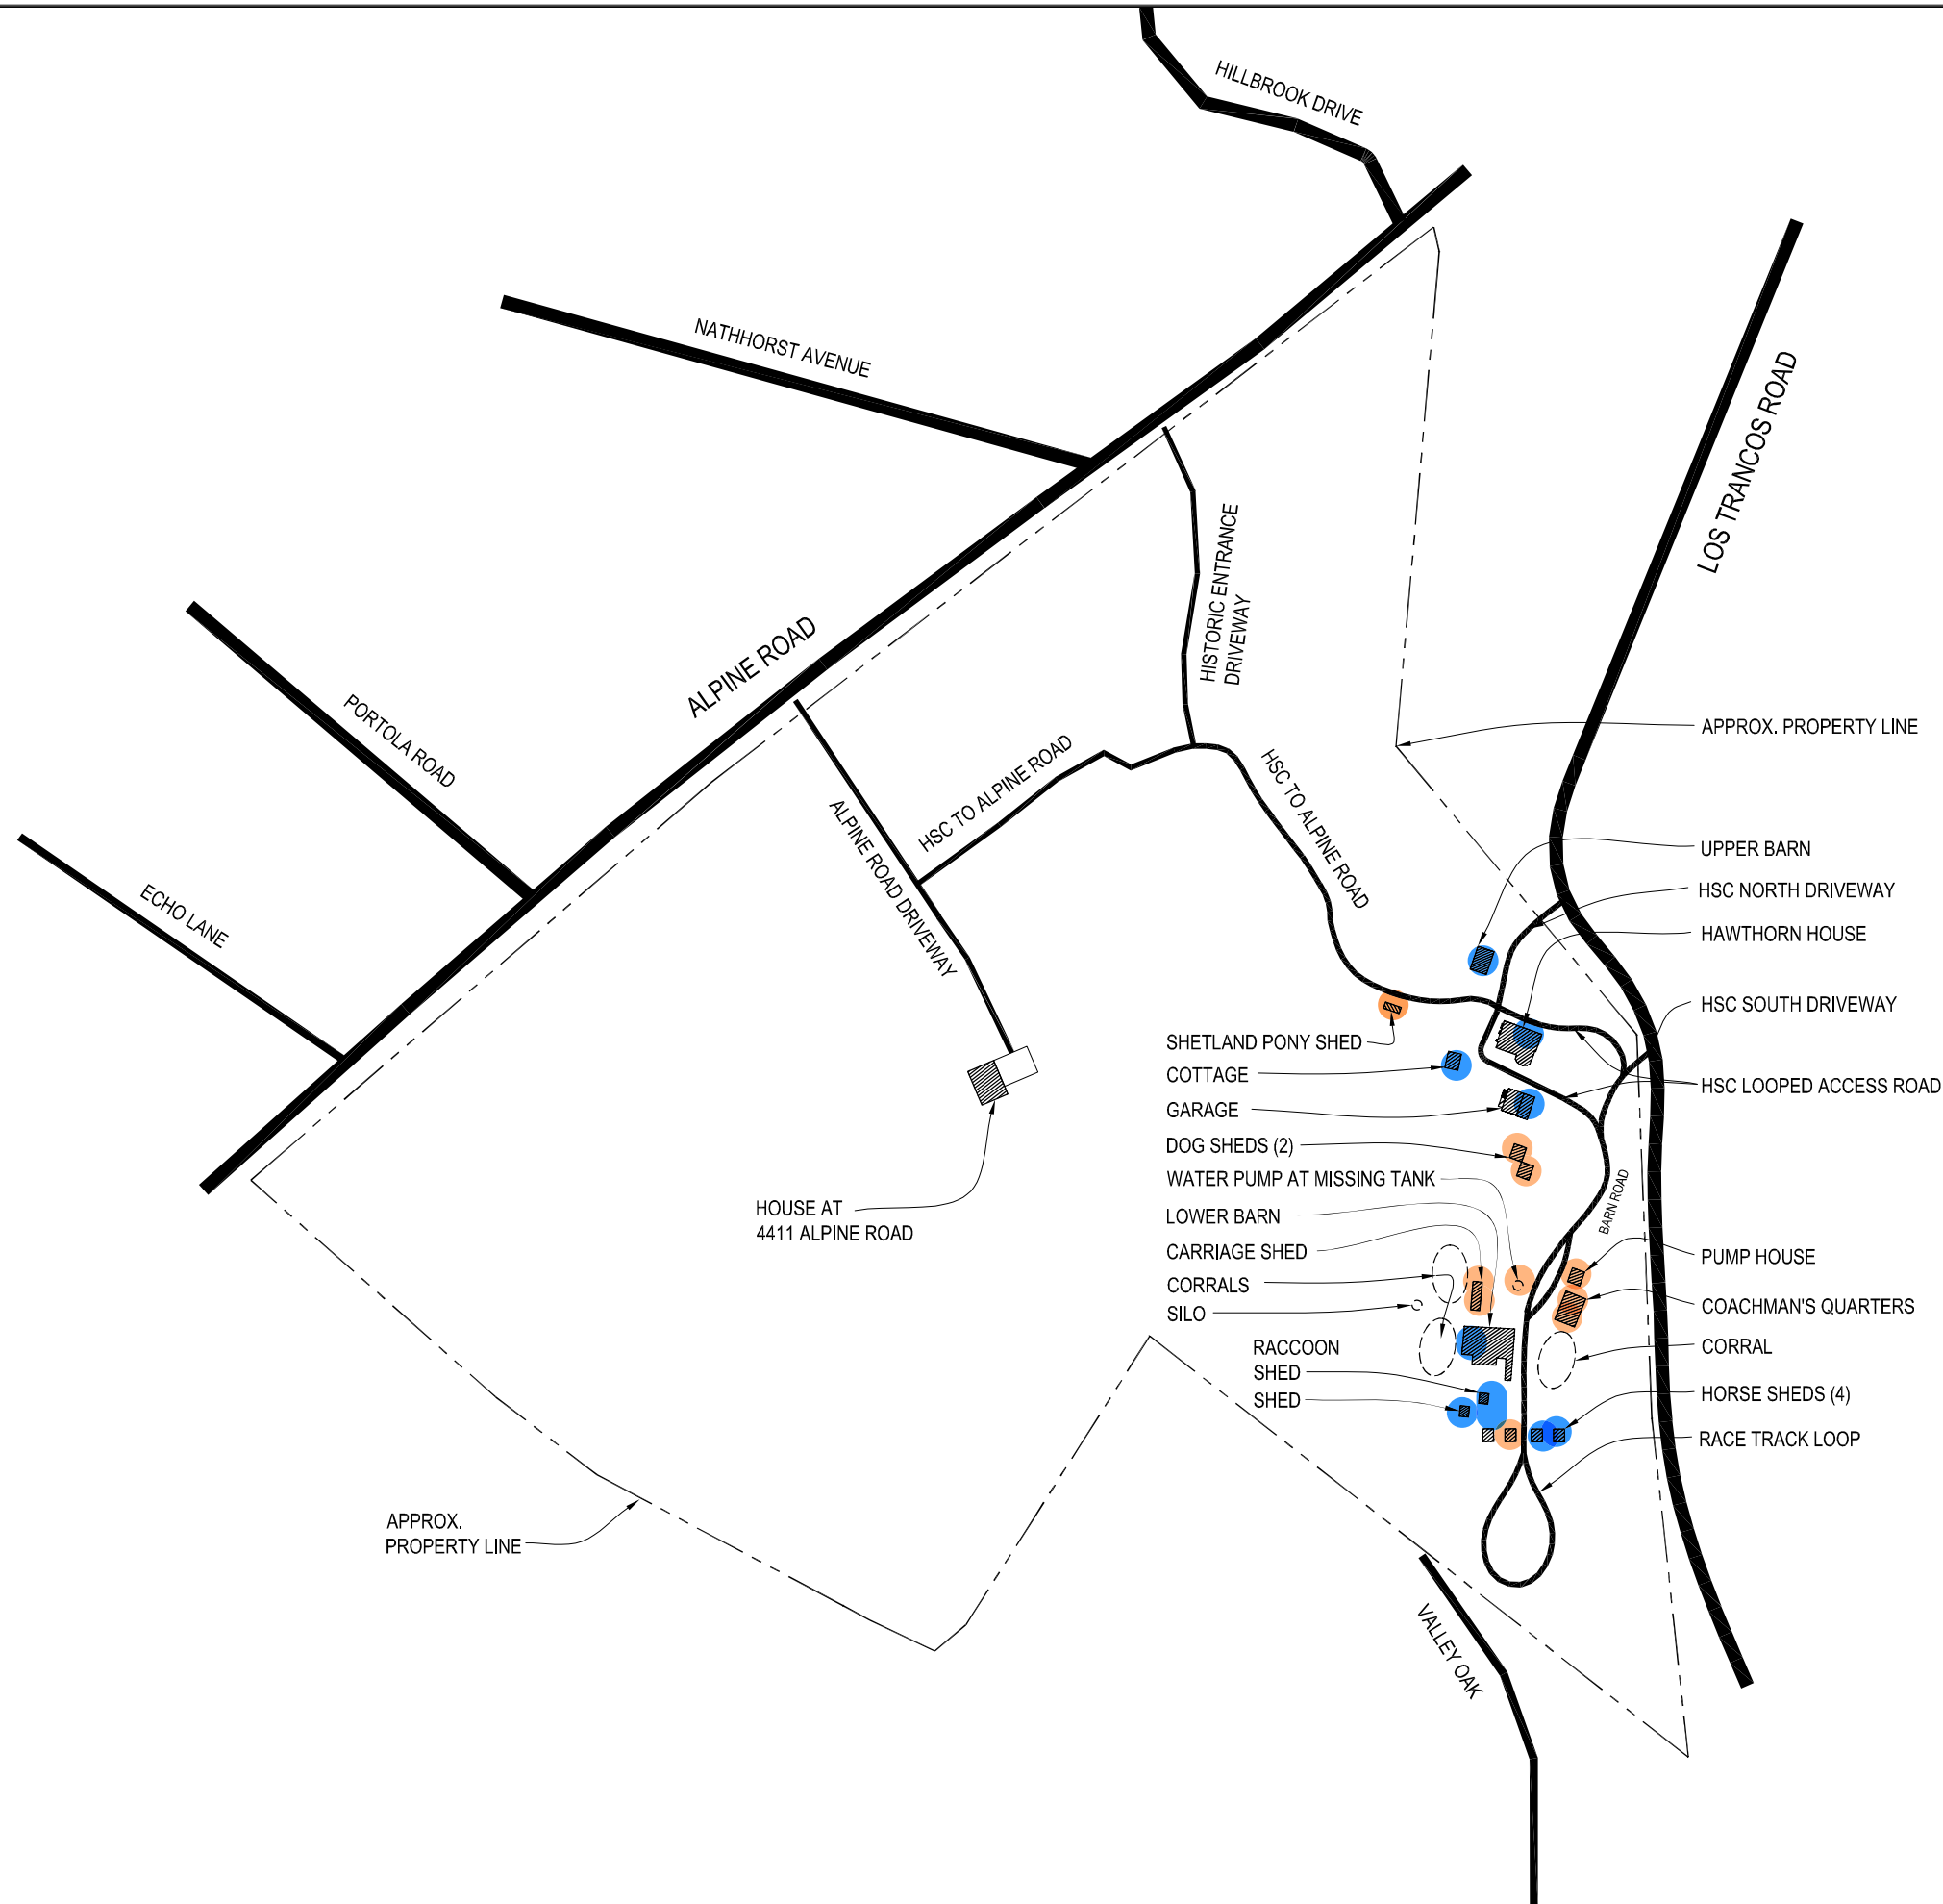 HILLBROOK DRIVE
NATHHORST AVENUE
LOS TRANCOS ROAD
HISTORIC ENTRANCE
DRIVEWAY
ALPINE ROAD
PORTOLA ROAD
ECHO LANE
HSC TO ALPINE ROAD
HSC TO ALPINE ROAD
ALPINE ROAD DRIVEWAY
APPROX. PROPERTY LINE
UPPER BARN
HSC NORTH DRIVEWAY
HAWTHORN HOUSE
HSC SOUTH DRIVEWAY
HSC LOOPED ACCESS ROAD
SHETLAND PONY SHED
COTTAGE
GARAGE
DOG SHEDS (2)
WATER PUMP AT MISSING TANK
LOWER BARN
CARRIAGE SHED
CORRALS
SILO
RACCOON
SHED
SHED
BARN ROAD
PUMP HOUSE
COACHMAN'S QUARTERS
CORRAL
HORSE SHEDS (4)
RACE TRACK LOOP
HOUSE AT
4411 ALPINE ROAD
APPROX.
PROPERTY LINE
VALLEY OAK